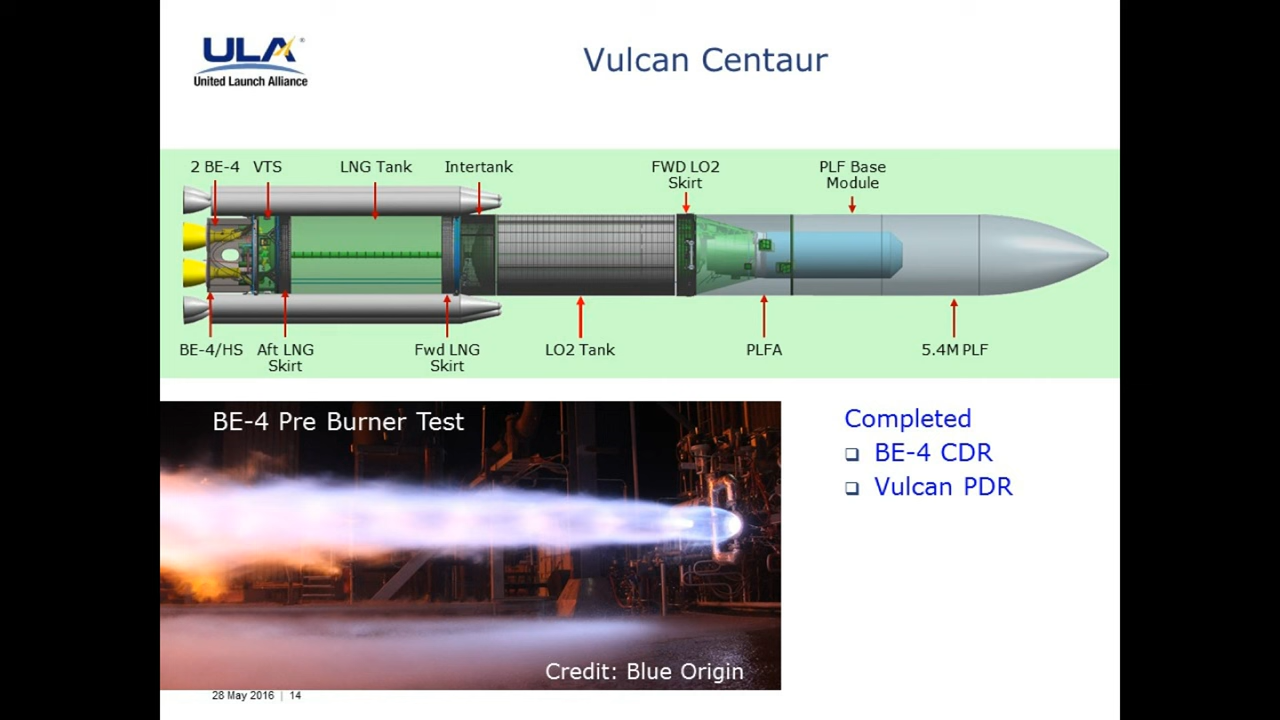 ULA®
United Launch Alliance
Vulcan Centaur
2 BE-4
VTS
LNG Tank
Intertank
FWD LO2
Skirt
PLF Base
Module
BE-4/HS
Aft LNG
Skirt
Fwd LNG
Skirt
LO2 Tank
PLFA
5.4M PLF
BE-4 Pre Burner Test
Credit: Blue Origin
Completed
BE-4 CDR
Vulcan PDR
28 May 2016 | 14